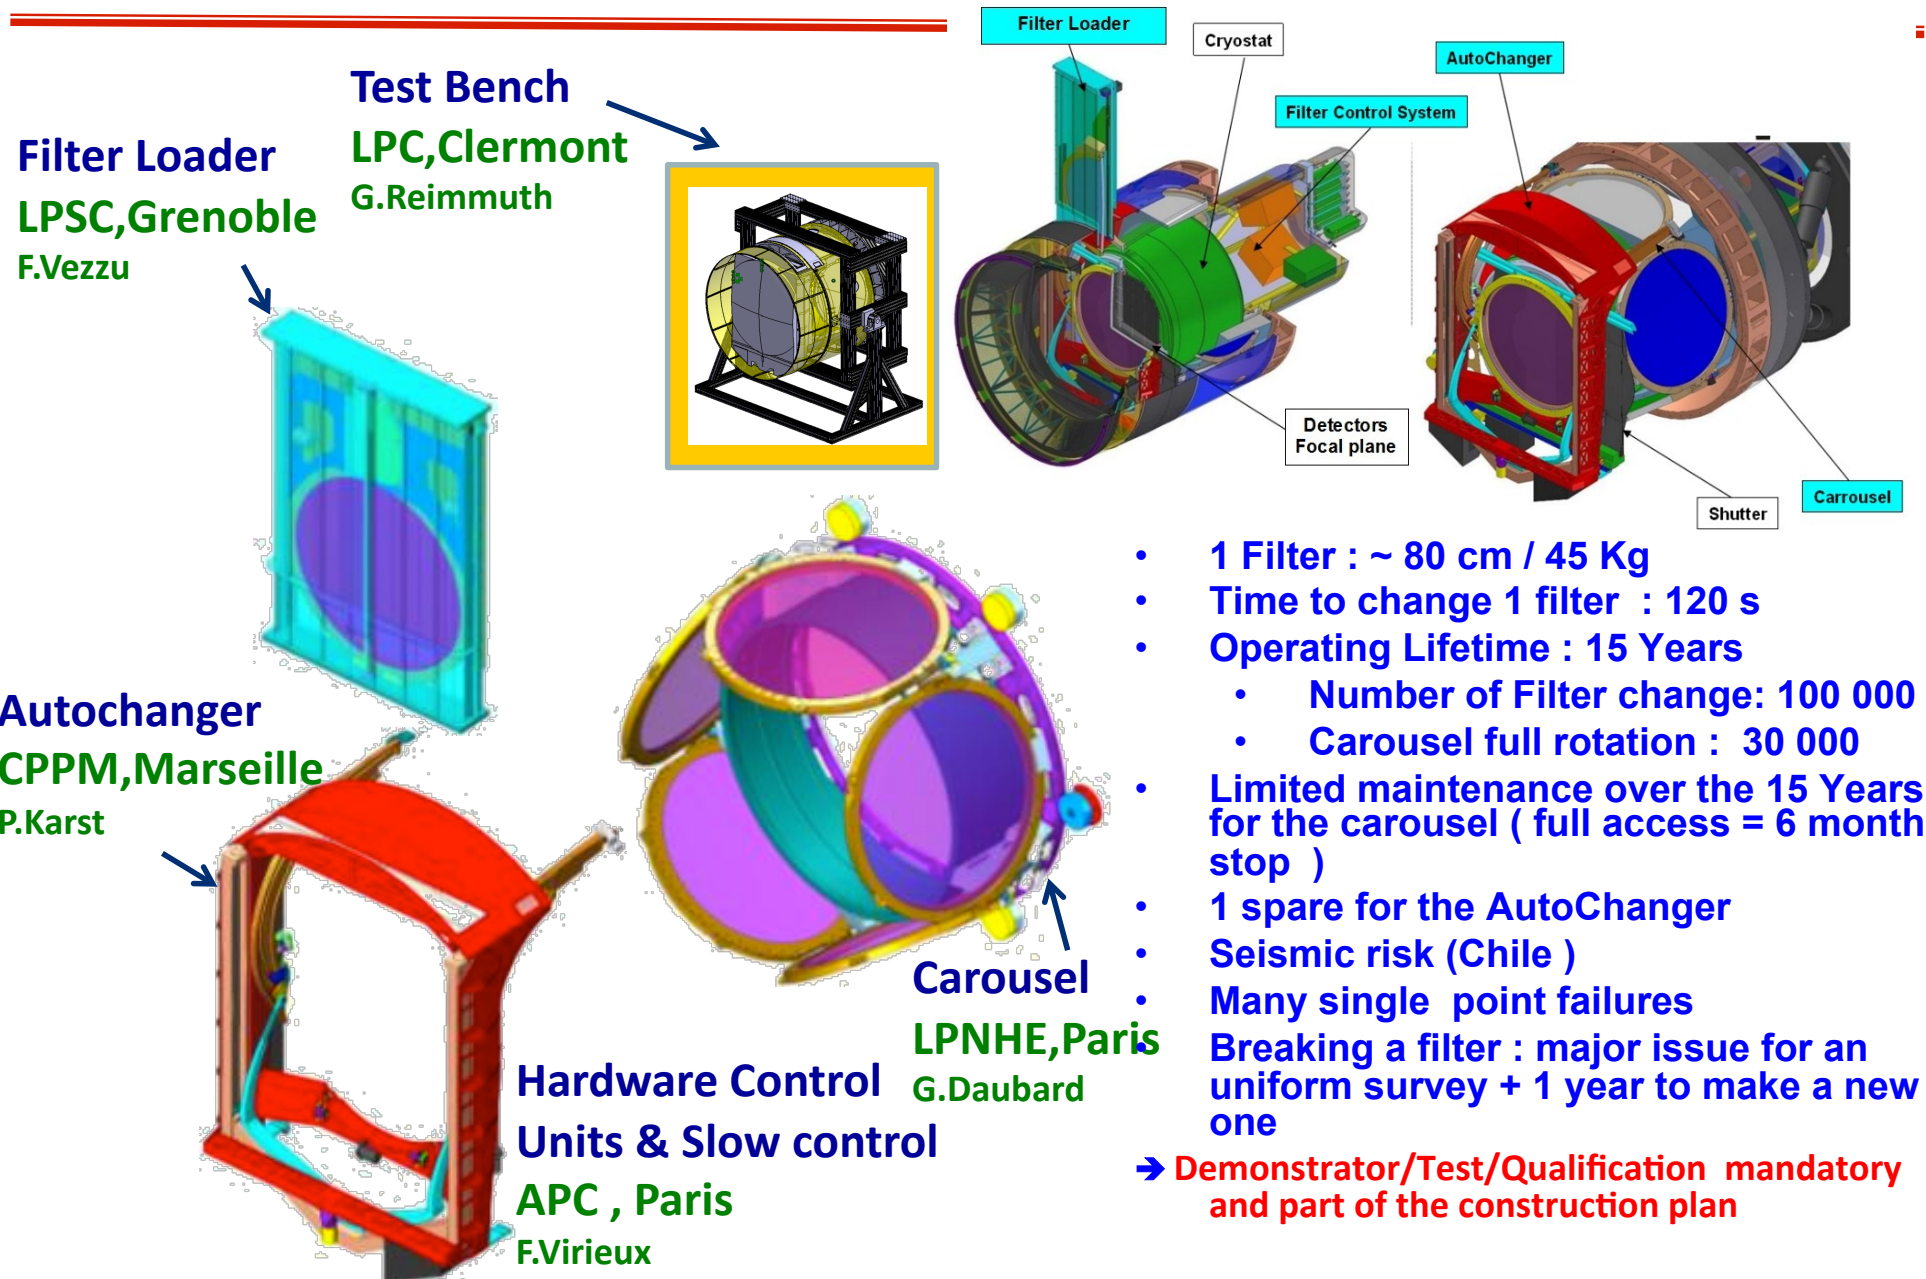 Test Bench
LPC,Clermont
G.Reimmuth
Filter Loader
LPSC,Grenoble
F.Vezzu
Filter Loader
Cryostat
AutoChanger
Filter Control System
Detectors
Focal plane
Carrousel
Shutter
Autochanger
CPPM,Marseille
P.Karst
Carousel
LPNHE,Paris
G.Daubard
Hardware Control
Units & Slow control
APC , Paris
F.Virieux
• 1 Filter : ~ 80 cm / 45 Kg
• Time to change 1 filter : 120 s
• Operating Lifetime : 15 Years
• Number of Filter change: 100 000
• Carousel full rotation : 30 000
• Limited maintenance over the 15 Years
for the carousel ( full access = 6 month
stop )
• 1 spare for the AutoChanger
• Seismic risk (Chile )
• Many single point failures
• Breaking a filter : major issue for an
uniform survey + 1 year to make a new
one
➔ Demonstrator/Test/Qualification mandatory
and part of the construction plan